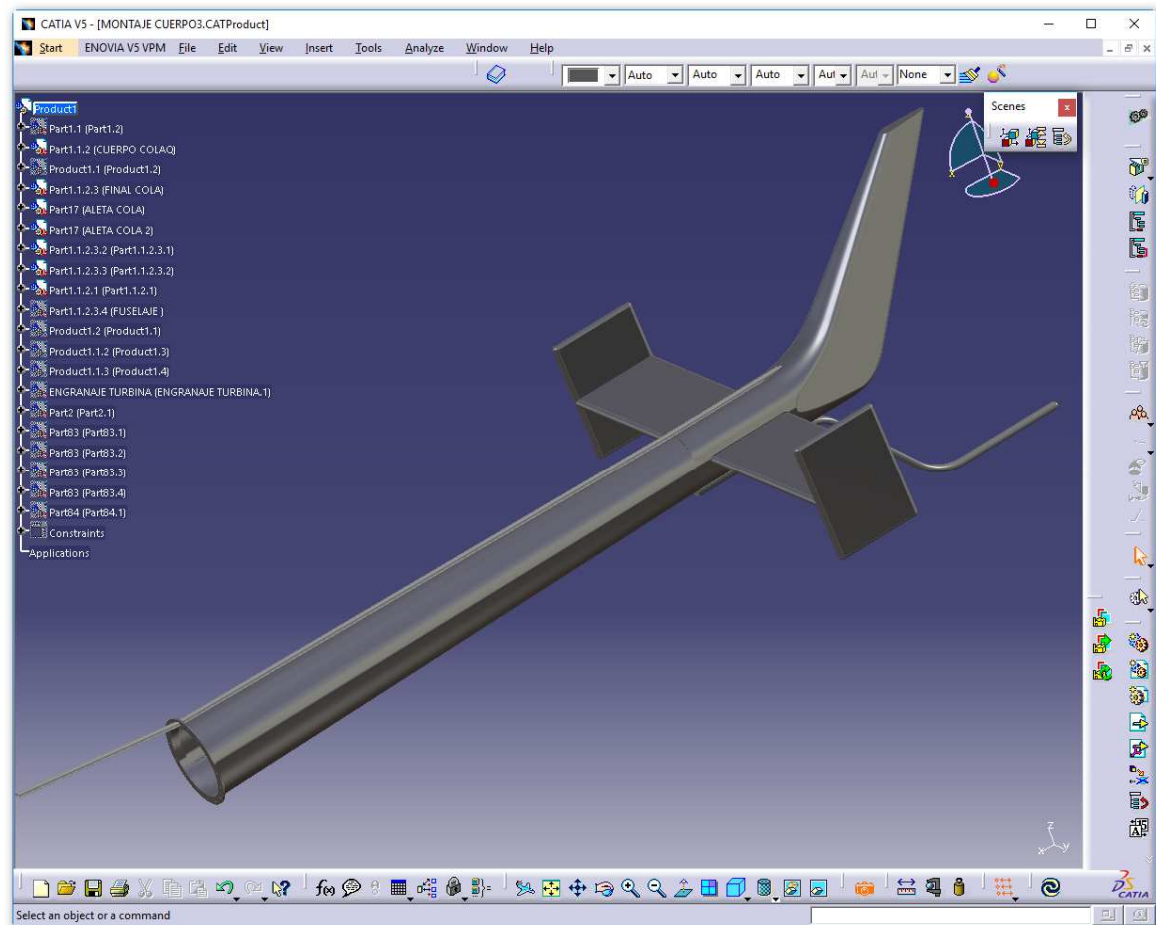 CATIA V5 - [MONTAJE CUERPO3.CATProduct]
Start ENOVIA V5 VPM File Edit View Insert Tools Analyze Window Help
Auto Auto Auto Aut Aut None
Scenes
Product1
Part1.1 (Part1.2)
Part1.1.2 (CUERPO COLAQ)
Product1.1 (Product1.2)
Part1.1.2.3 (FINAL COLA)
Part17 (ALETA COLA)
Part17 (ALETA COLA 2)
Part1.1.2.3.2 (Part1.1.2.3.1)
Part1.1.2.3.3 (Part1.1.2.3.2)
Part1.1.2.1 (Part1.1.2.1)
Part1.1.2.3.4 (FUSELAJE )
Product1.2 (Product1.1)
Product1.1.2 (Product1.3)
Product1.1.3 (Product1.4)
ENGRANAJE TURBINA (ENGRANAJE TURBINA.1)
Part2 (Part2.1)
Part83 (Part83.1)
Part83 (Part83.2)
Part83 (Part83.3)
Part83 (Part83.4)
Part84 (Part84.1)
Constraints
Applications
z
x y
f(x)
CATIA
Select an object or a command